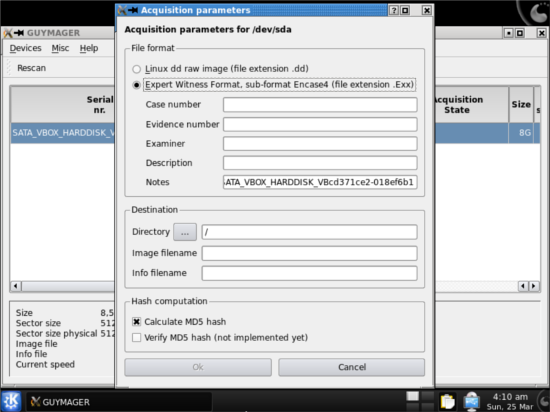 Acquisition parameters
Acquisition parameters for /dev/sda
GUYMAGER
Devices Misc Help
Rescan
Serial
nr.
Acquisition
State
Size
SATA_VBOX_HARDDISK_V
8G
File format
Linux dd raw image (file extension .dd)
Expert Witness Format, sub-format Encase4 (file extension .Exx)
Case number
Evidence number
Examiner
Description
Notes ATA_VBOX_HARDDISK_VBcd371ce2-018ef6b1
Destination
Directory ... /
Image filename
Info filename
Hash computation
Calculate MD5 hash
Verify MD5 hash (not implemented yet)
Ok Cancel
Size 8,5
Sector size 512
Sector size physical 512
Image file
Info file
Current speed
GUYMAGER
4:10 am
Sun, 25 Mar